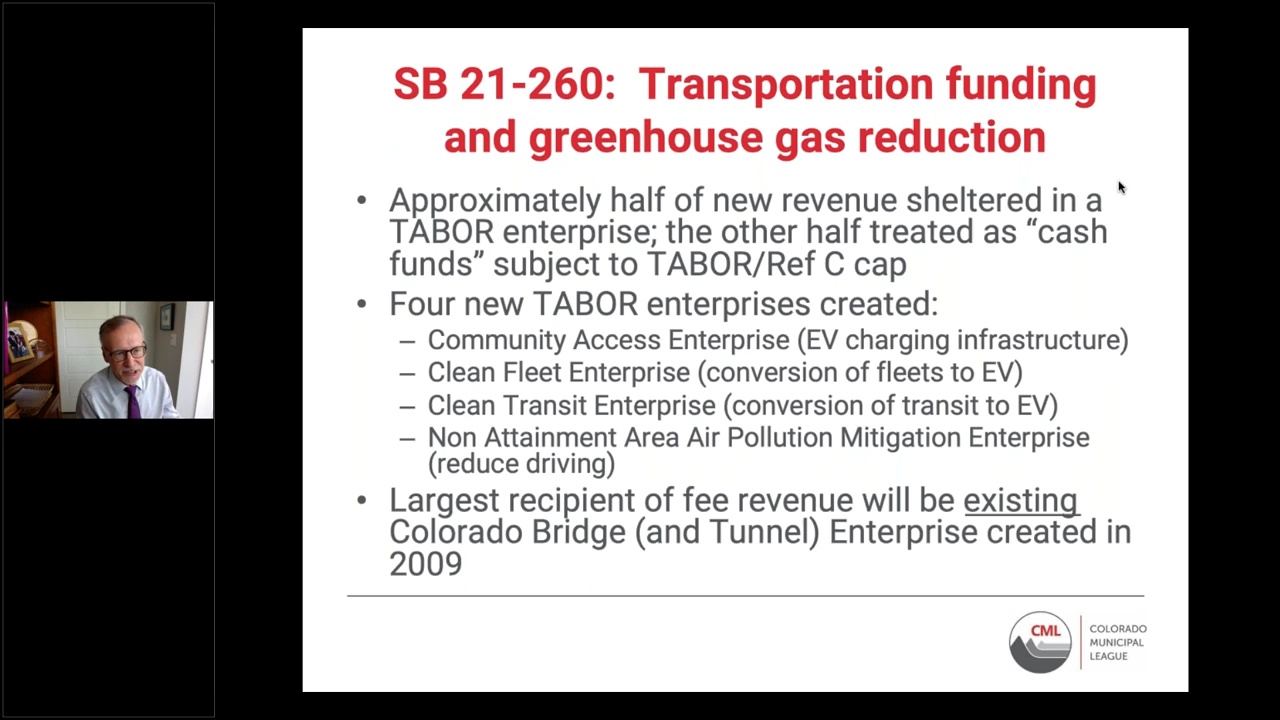 SB 21-260:  Transportation funding
and greenhouse gas reduction
• Approximately half of new revenue sheltered in a
TABOR enterprise; the other half treated as “cash
funds” subject to TABOR/Ref C cap
• Four new TABOR enterprises created:
– Community Access Enterprise (EV charging infrastructure)
– Clean Fleet Enterprise (conversion of fleets to EV)
– Clean Transit Enterprise (conversion of transit to EV)
– Non Attainment Area Air Pollution Mitigation Enterprise
(reduce driving)
• Largest recipient of fee revenue will be existing
Colorado Bridge (and Tunnel) Enterprise created in
2009
CML
COLORADO
MUNICIPAL
LEAGUE